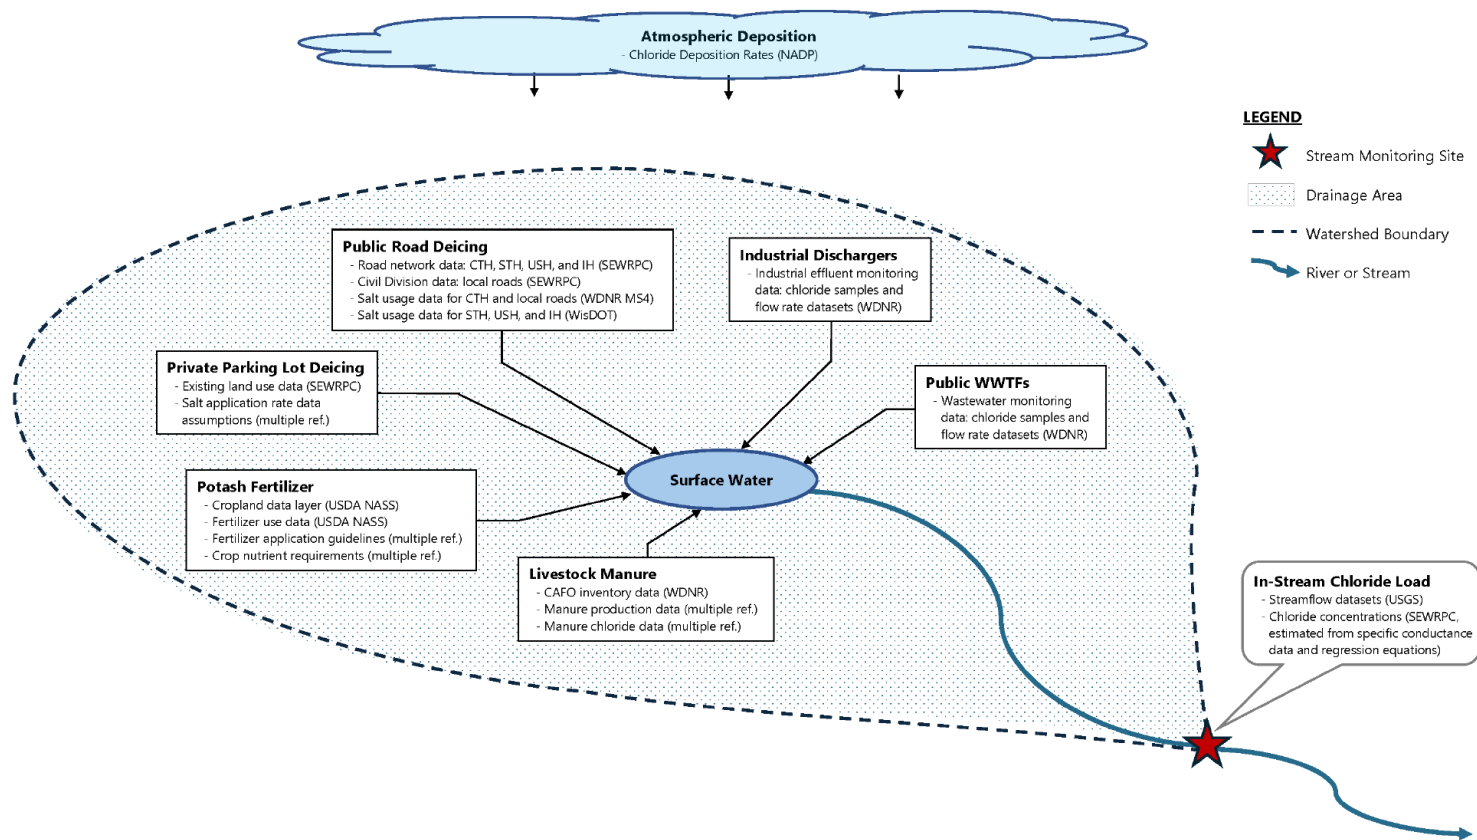 Atmospheric Deposition
- Chloride Deposition Rates (NADP)
LEGEND
Stream Monitoring Site
Drainage Area
Watershed Boundary
River or Stream
Public Road Deicing
- Road network data: CTH, STH, USH, and IH (SEWRPC)
- Civil Division data: local roads (SEWRPC)
- Salt usage data for CTH and local roads (WDNR MS4)
- Salt usage data for STH, USH, and IH (WisDOT)
Industrial Dischargers
- Industrial effluent monitoring
data: chloride samples and
flow rate datasets (WDNR)
Private Parking Lot Deicing
- Existing land use data (SEWRPC)
- Salt application rate data
assumptions (multiple ref.)
Public WWTFs
- Wastewater monitoring
data: chloride samples and
flow rate datasets (WDNR)
Surface Water
Potash Fertilizer
- Cropland data layer (USDA NASS)
- Fertilizer use data (USDA NASS)
- Fertilizer application guidelines (multiple ref.)
- Crop nutrient requirements (multiple ref.)
Livestock Manure
- CAFO inventory data (WDNR)
- Manure production data (multiple ref.)
- Manure chloride data (multiple ref.)
In-Stream Chloride Load
- Streamflow datasets (USGS)
- Chloride concentrations (SEWRPC,
estimated from specific conductance
data and regression equations)